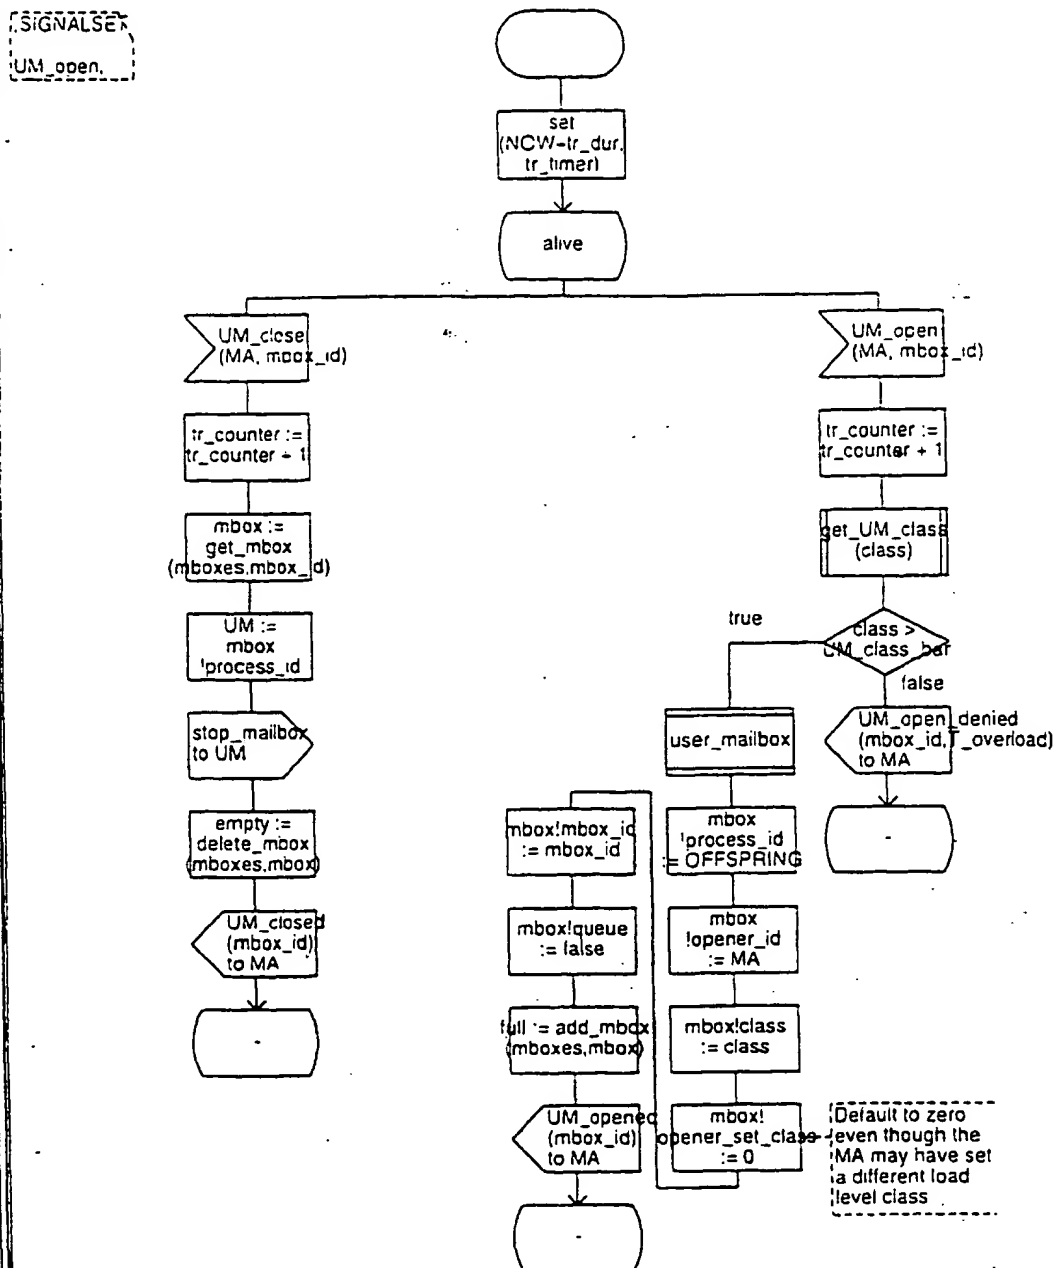 ;SIGNALSET
UM_open,
set
(NOW+tr_dur,
tr_timer)
alive
UM_close
(MA, mbox_id)
tr_counter :=
tr_counter + 1
mbox :=
get_mbox
(mboxes,mbox_id)
UM :=
mbox
!process_id
stop_mailbox
to UM
empty :=
delete_mbox
(mboxes,mbox)
UM_closed
(mbox_id)
to MA
-
UM_open
(MA, mbox_id)
tr_counter :=
tr_counter + 1
get_UM_class
(class)
class >
UM_class_bar
true
false
UM_open_denied
(mbox_id,T_overload)
to MA
-
user_mailbox
mbox
!process_id
:= OFFSPRING
mbox
!opener_id
:= MA
mbox!class
:= class
mbox!
opener_set_class
:= 0
Default to zero
even though the
MA may have set
a different load
level class
mbox!mbox_id
:= mbox_id
mbox!queue
:= false
full := add_mbox
(mboxes,mbox)
UM_opened
(mbox_id)
to MA
-